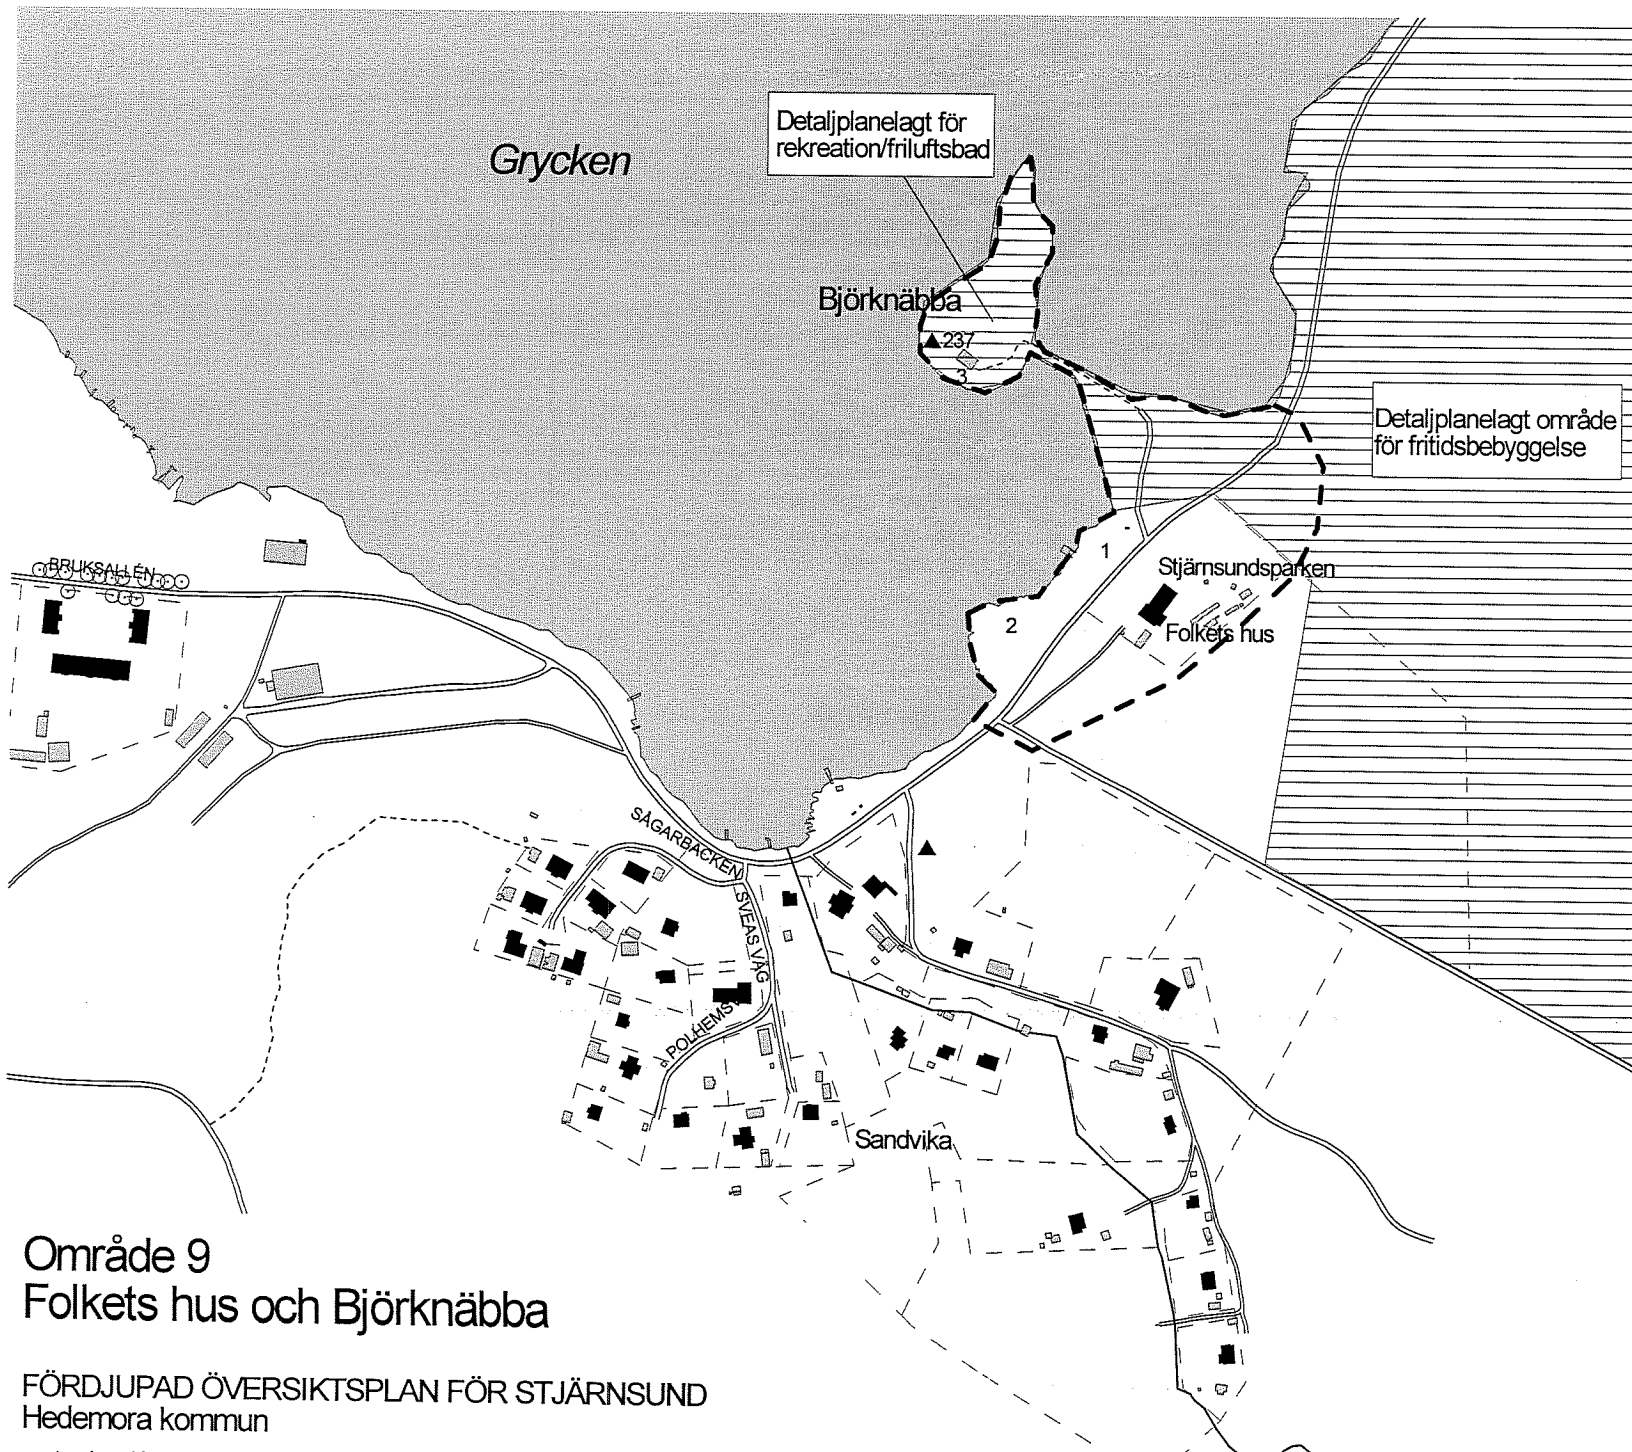 Detaljplanelagt för
rekreation/friluftsbad
Grycken
Björknäbba
237
3
Detaljplanelagt område
för fritidsbebyggelse
1
Stjärnsundsparken
BRUKSALLÉN
2
Folkets hus
SÅGARBACKEN
SVEAS VÄG
POLHEMSV
Sandvika
Område 9
Folkets hus och Björknäbba
FÖRDJUPAD ÖVERSIKTSPLAN FÖR STJÄRNSUND
Hedemora kommun